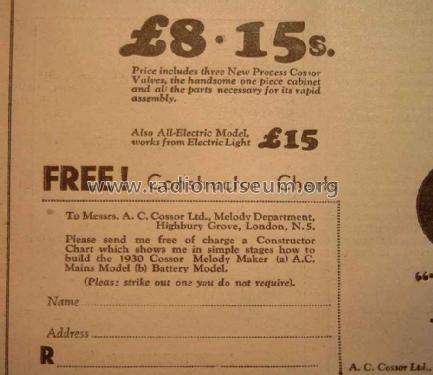 £8·15s.
Price includes three New Process Cossor
Valves, the handsome one piece cabinet
and all the parts necessary for its rapid
assembly.
Also All-Electric Model,
works from Electric Light £15
FREE! Constructor Chart
www.radiomuseum.org
To Messrs. A. C. Cossor Ltd., Melody Department,
Highbury Grove, London, N.5.
Please send me free of charge a Constructor
Chart which shows me in simple stages how to
build the 1930 Cossor Melody Maker (a) A.C.
Mains Model (b) Battery Model.
(Please strike out one you do not require).
Name
Address
R
A. C. Cossor Ltd.,